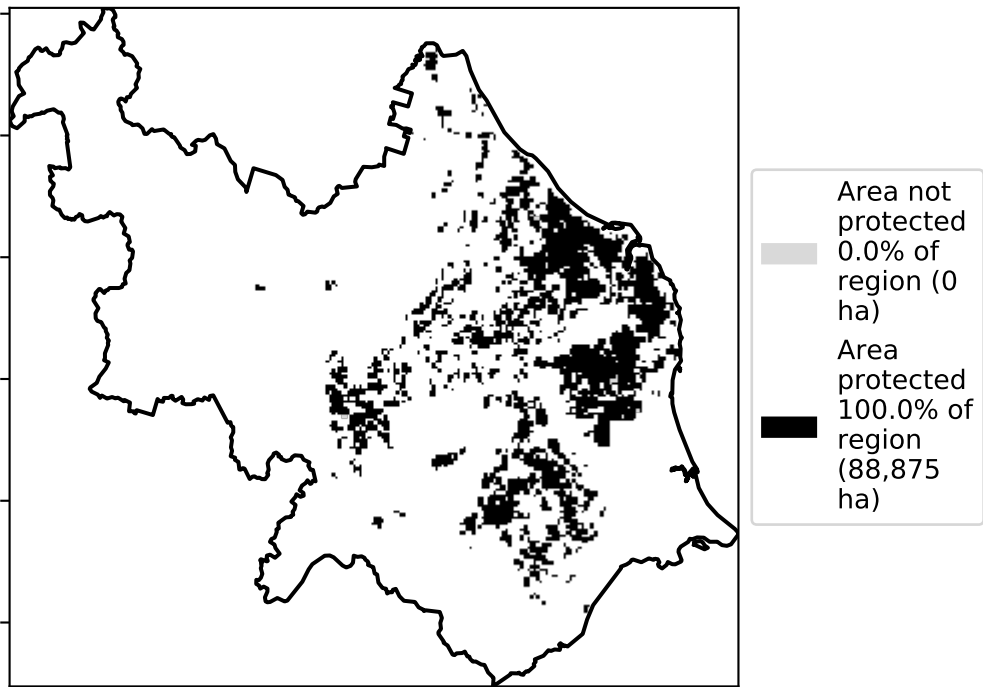 Area not
protected
0.0% of
region (0
ha)
Area
protected
100.0% of
region
(88,875
ha)